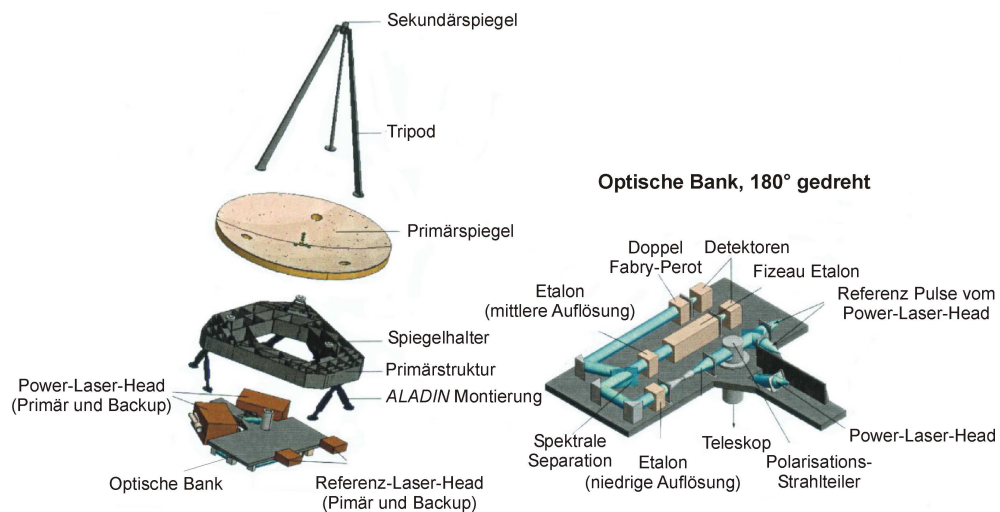 Sekundärspiegel
Tripod
Primärspiegel
Spiegelhalter
Primärstruktur
ALADIN Montierung
Power-Laser-Head
(Primär und Backup)
Optische Bank
Referenz-Laser-Head
(Pimär und Backup)
Optische Bank, 180° gedreht
Doppel
Fabry-Perot
Detektoren
Fizeau Etalon
Etalon
(mittlere Auflösung)
Referenz Pulse vom
Power-Laser-Head
Spektrale
Separation
Etalon
(niedrige Auflösung)
Teleskop
Polarisations-
Strahlteiler
Power-Laser-Head